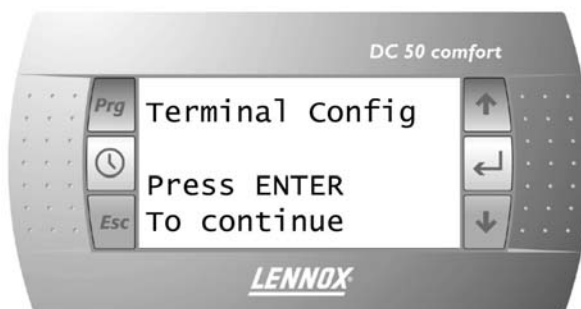 DC 50 comfort
Prg
Terminal Config
Press ENTER
Esc
To continue
LENNOX